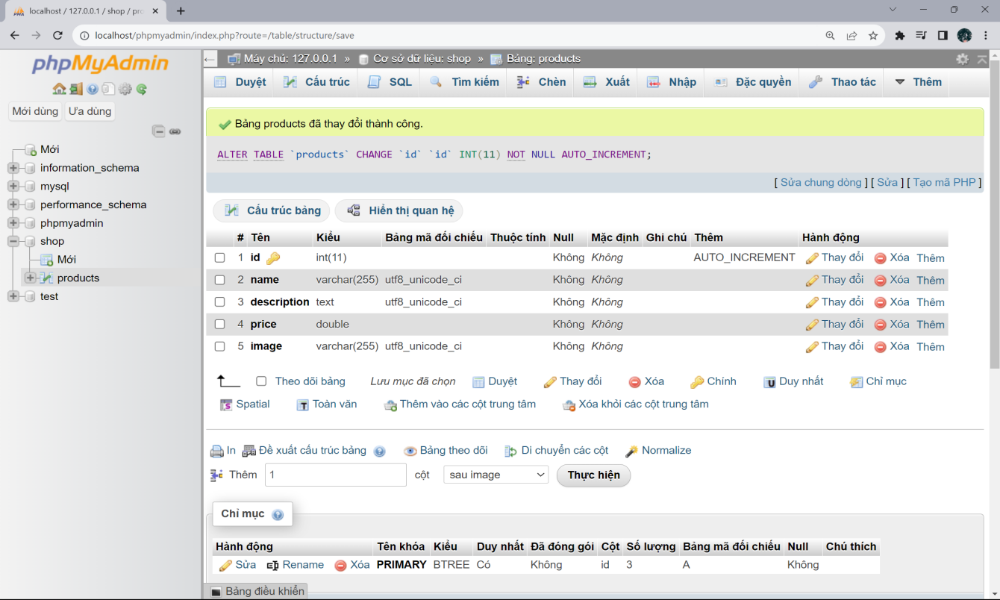 localhost / 127.0.0.1 / shop / pro
localhost/phpmyadmin/index.php?route=/table/structure/save
phpMyAdmin
Mới dùng Ưa dùng
Mới
information_schema
mysql
performance_schema
phpmyadmin
shop
Mới
products
test
Máy chủ: 127.0.0.1 » Cơ sở dữ liệu: shop » Bảng: products
Duyệt Cấu trúc SQL Tìm kiếm Chèn Xuất Nhập Đặc quyền Thao tác Thêm
Bảng products đã thay đổi thành công.
ALTER TABLE `products` CHANGE `id` `id` INT(11) NOT NULL AUTO_INCREMENT;
[ Sửa chung dòng ] [ Sửa ] [ Tạo mã PHP ]
Cấu trúc bảng Hiển thị quan hệ
# Tên Kiểu Bảng mã đối chiếu Thuộc tính Null Mặc định Ghi chú Thêm Hành động
1 id int(11) Không Không AUTO_INCREMENT Thay đổi Xóa Thêm
2 name varchar(255) utf8_unicode_ci Không Không Thay đổi Xóa Thêm
3 description text utf8_unicode_ci Không Không Thay đổi Xóa Thêm
4 price double Không Không Thay đổi Xóa Thêm
5 image varchar(255) utf8_unicode_ci Không Không Thay đổi Xóa Thêm
Theo dõi bảng Lưu mục đã chọn Duyệt Thay đổi Xóa Chính Duy nhất Chỉ mục
Spatial Toàn văn Thêm vào các cột trung tâm Xóa khỏi các cột trung tâm
In Đề xuất cấu trúc bảng Bảng theo dõi Di chuyển các cột Normalize
Thêm 1 cột sau image Thực hiện
Chỉ mục
Hành động Tên khóa Kiểu Duy nhất Đã đóng gói Cột Số lượng Bảng mã đối chiếu Null Chú thích
Sửa Rename Xóa PRIMARY BTREE Có Không id 3 A Không
Bảng điều khiển